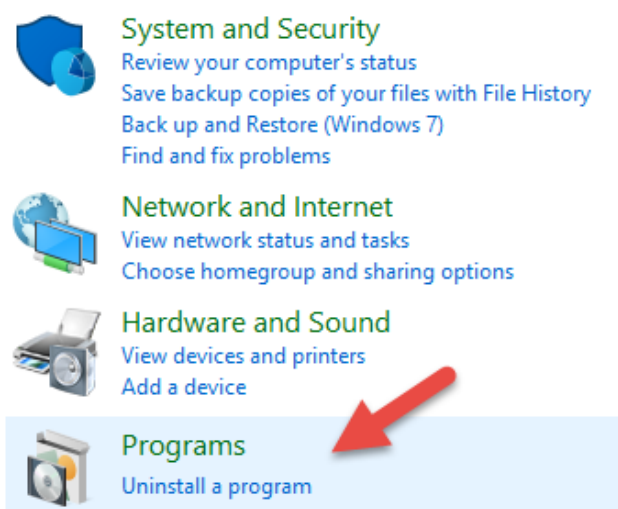 System and Security
Review your computer's status
Save backup copies of your files with File History
Back up and Restore (Windows 7)
Find and fix problems
Network and Internet
View network status and tasks
Choose homegroup and sharing options
Hardware and Sound
View devices and printers
Add a device
Programs
Uninstall a program